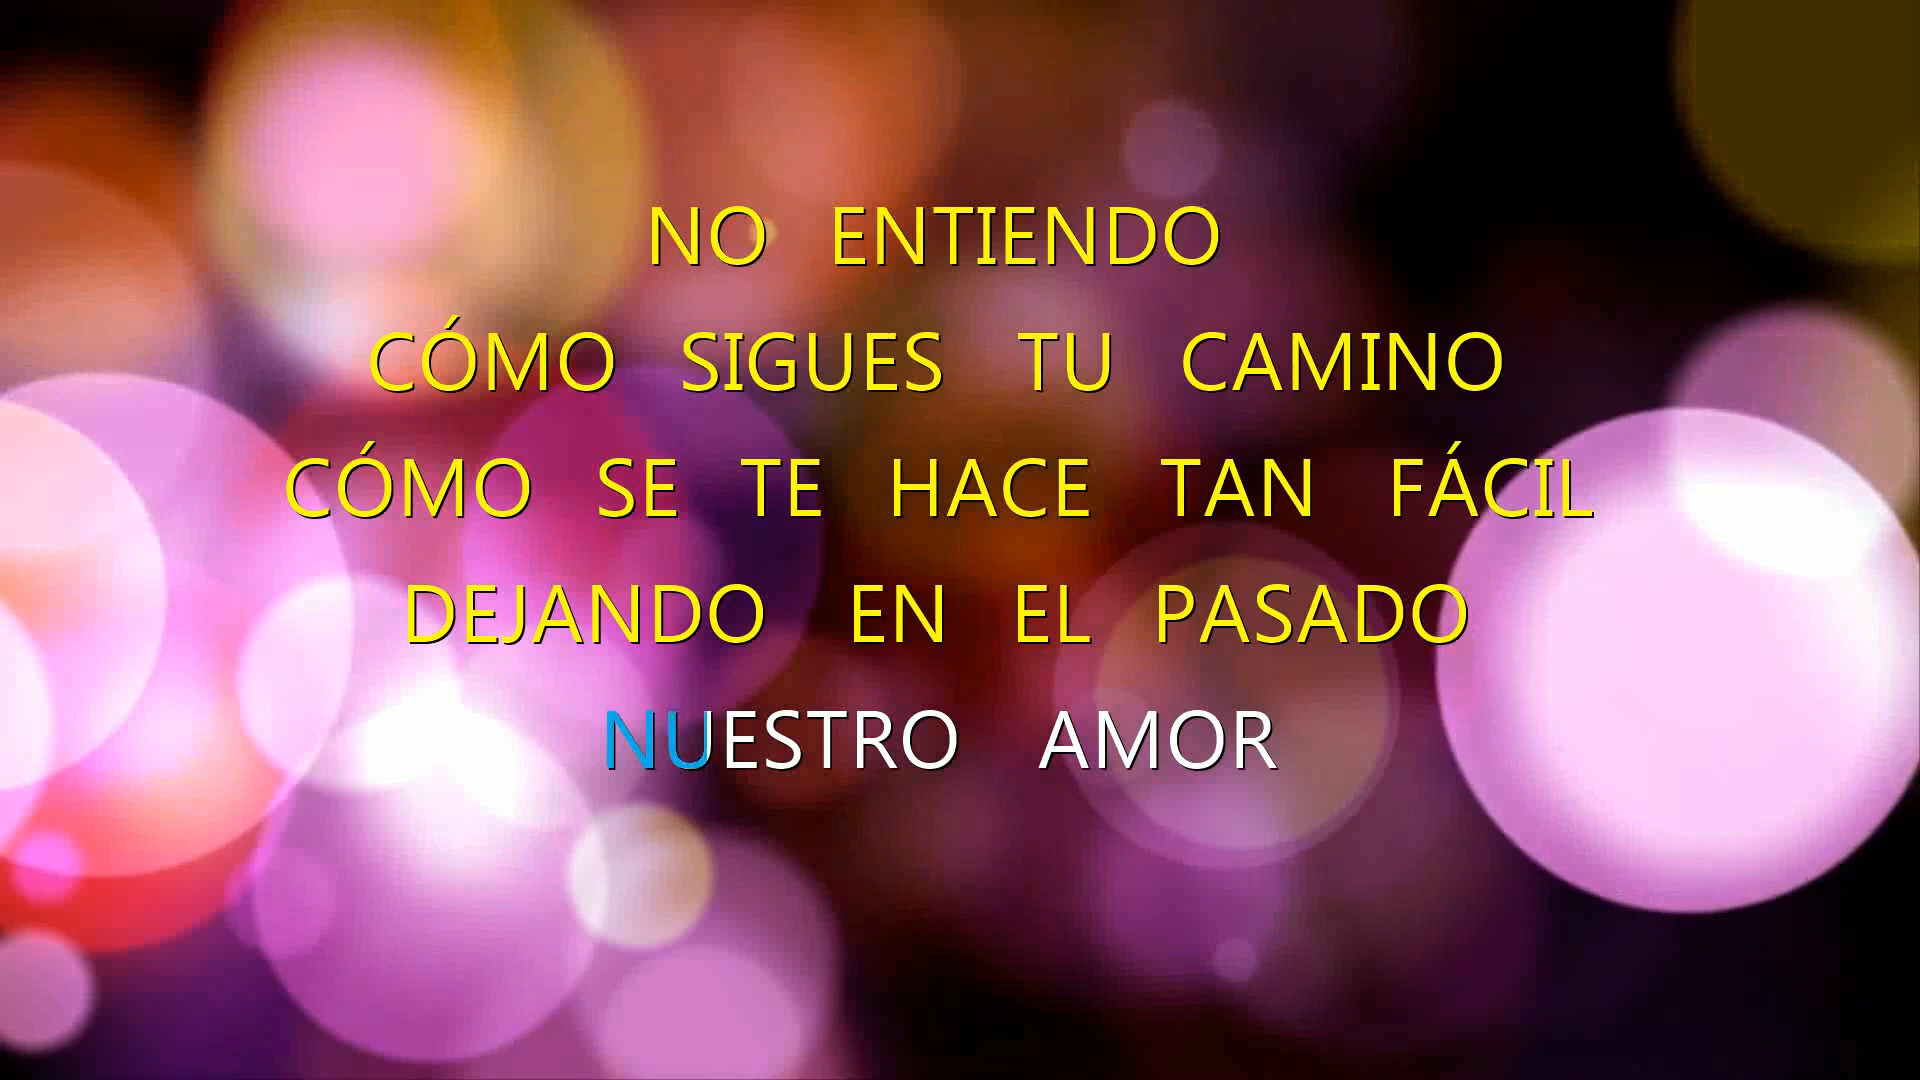 NO ENTIENDO
CÓMO SIGUES TU CAMINO
CÓMO SE TE HACE TAN FÁCIL
DEJANDO EN EL PASADO
NUESTRO AMOR